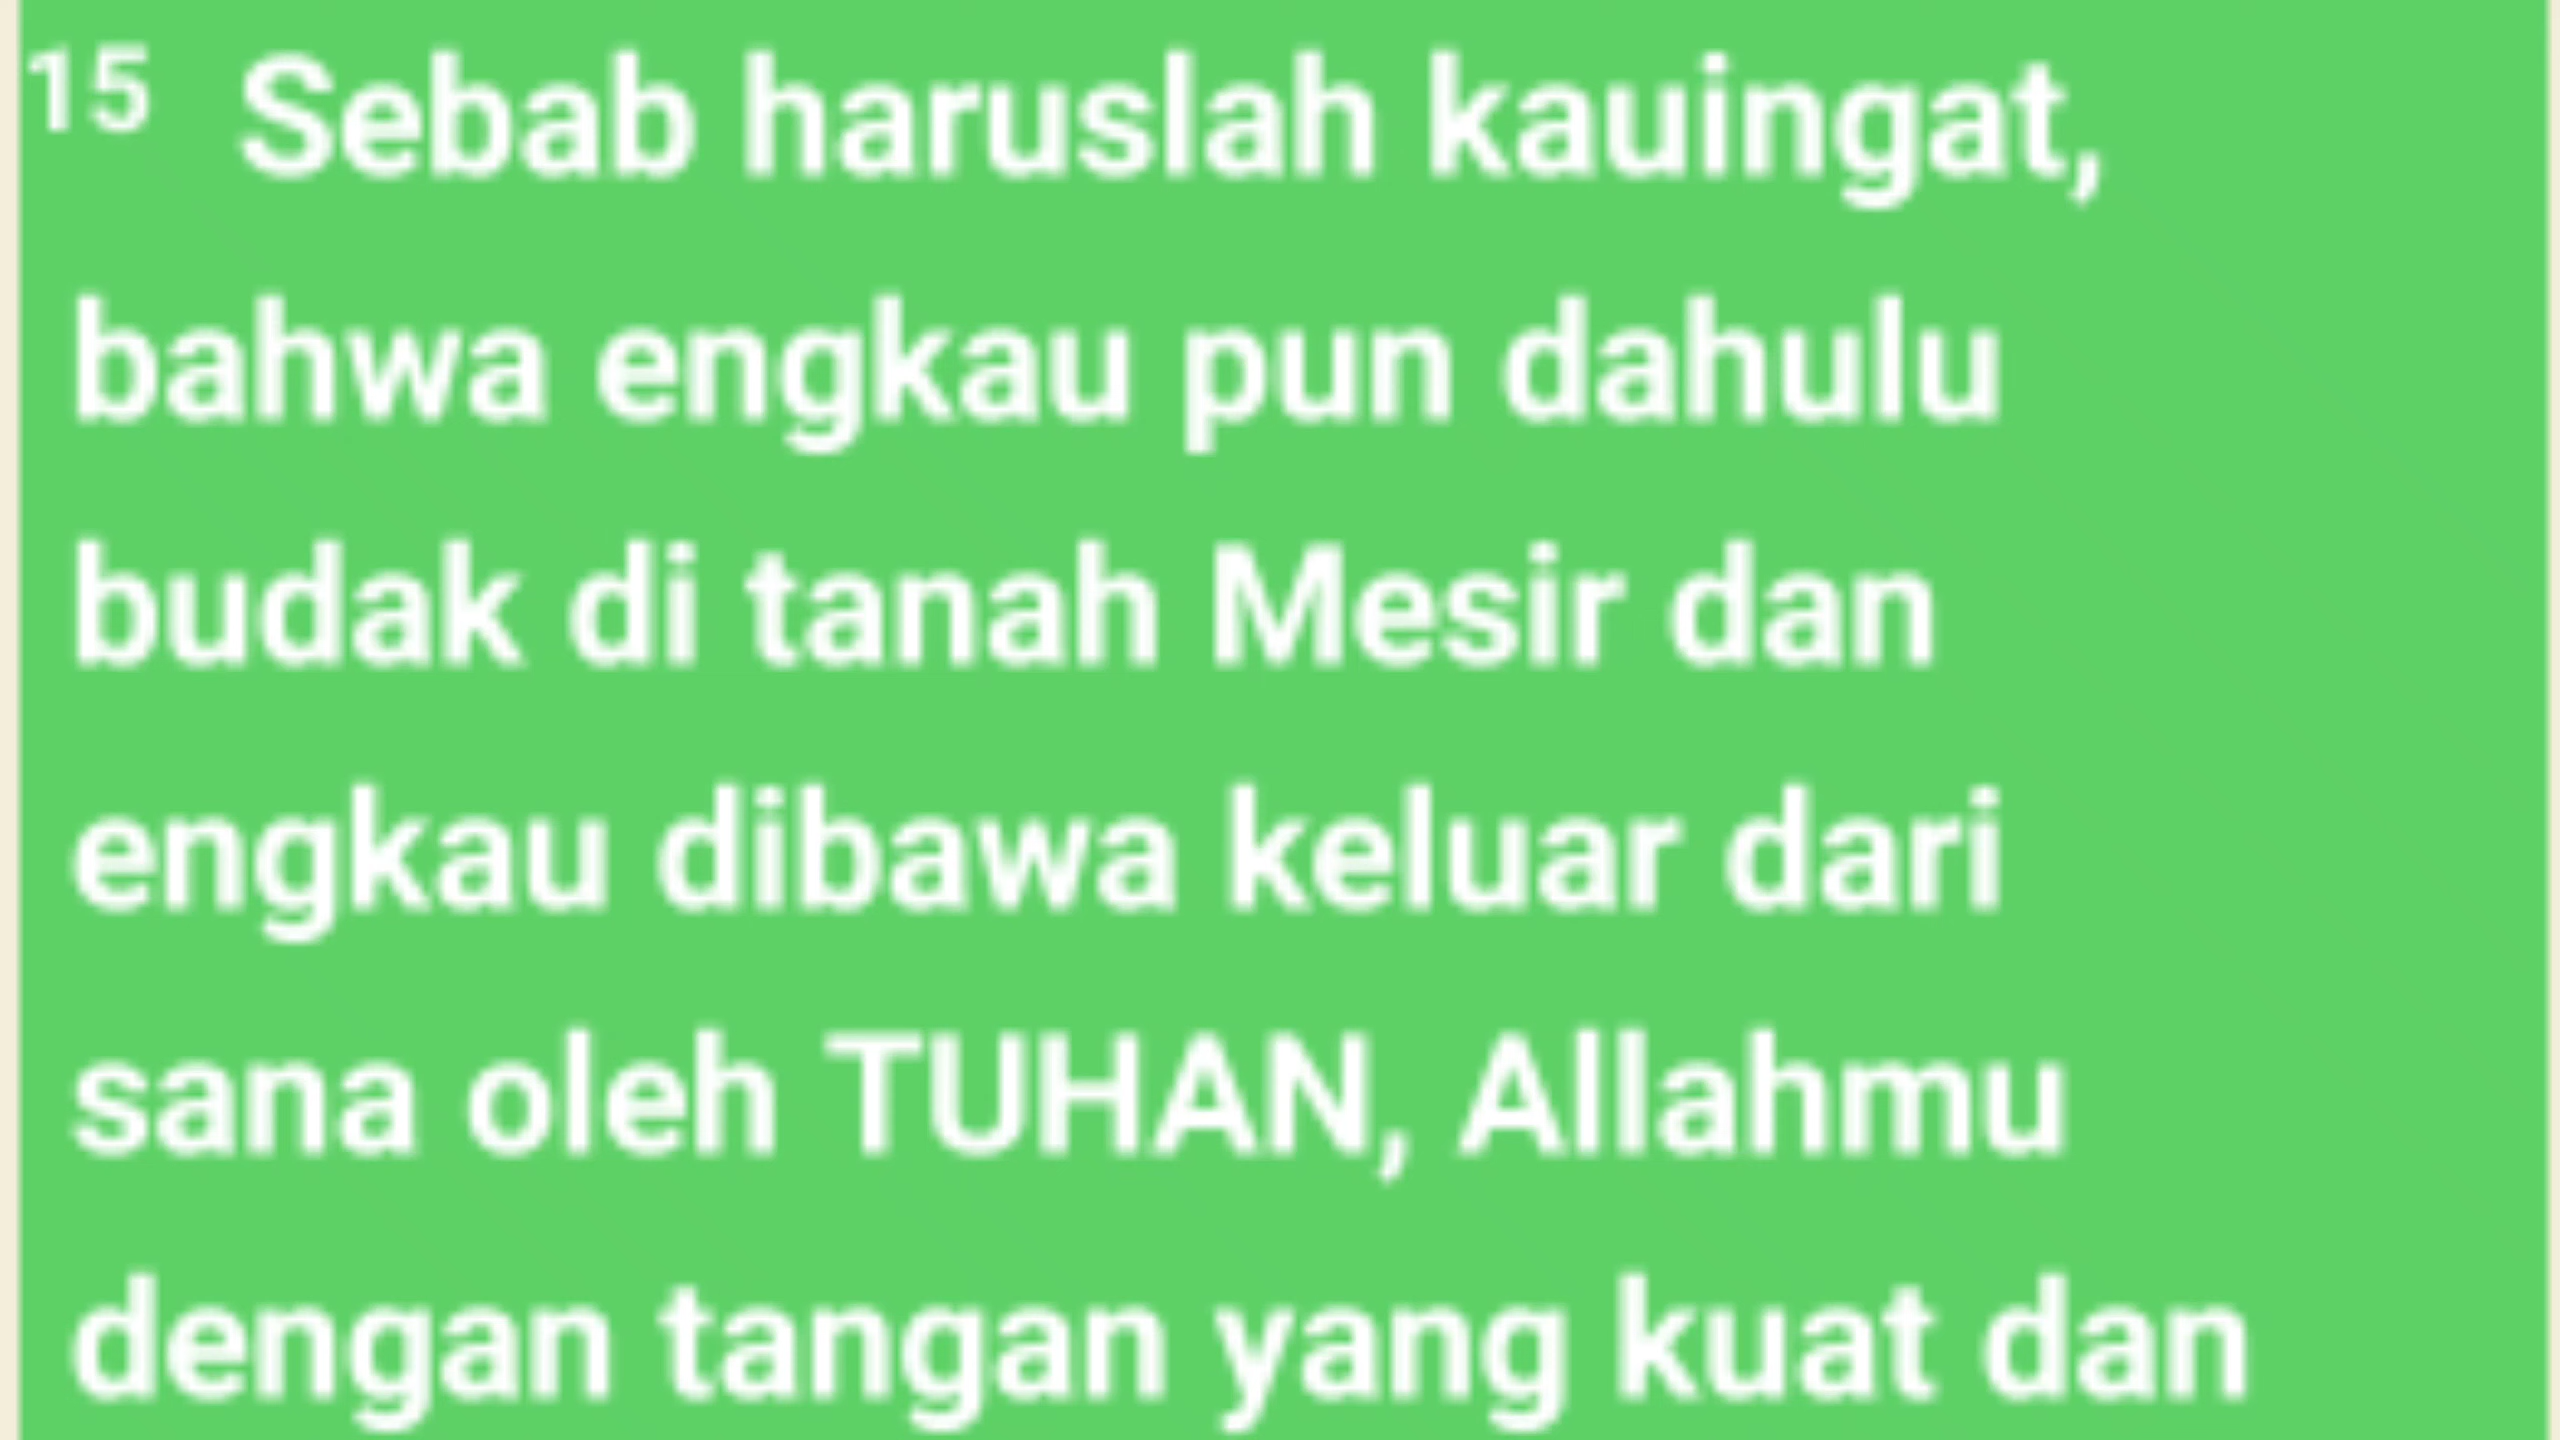 15 Sebab haruslah kauingat,
bahwa engkau pun dahulu
budak di tanah Mesir dan
engkau dibawa keluar dari
sana oleh TUHAN, Allahmu
dengan tangan yang kuat dan